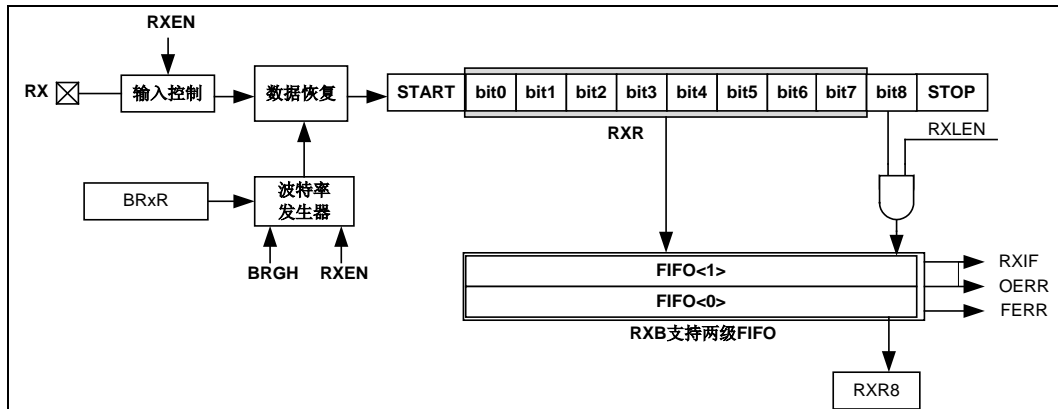 RXEN
RX
输入控制
数据恢复
START bit0 bit1 bit2 bit3 bit4 bit5 bit6 bit7 bit8 STOP
RXR
RXLEN
BRxR
波特率
发生器
BRGH RXEN
FIFO<1>
RXIF
OERR
FIFO<0>
FERR
RXB支持两级FIFO
RXR8